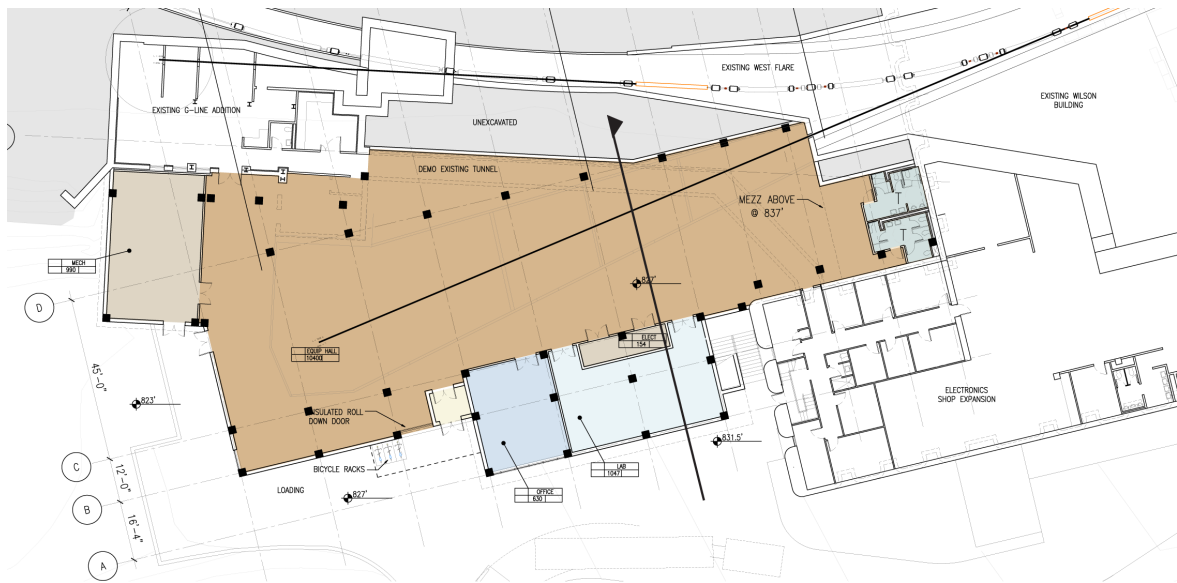 EXISTING WEST FLARE
EXISTING WILSON
BUILDING
EXISTING G-LINE ADDITION
UNEXCAVATED
DEMO EXISTING TUNNEL
MEZZ ABOVE
@ 837'
T
T
MECH
990
827'
D
EQUIP HALL
10400
ELECT
154
45'-0"
823'
INSULATED ROLL
DOWN DOOR
ELECTRONICS
SHOP EXPANSION
831.5'
C
BICYCLE RACKS
LAB
1047
12'-0"
LOADING
827'
OFFICE
630
B
16'-4"
A